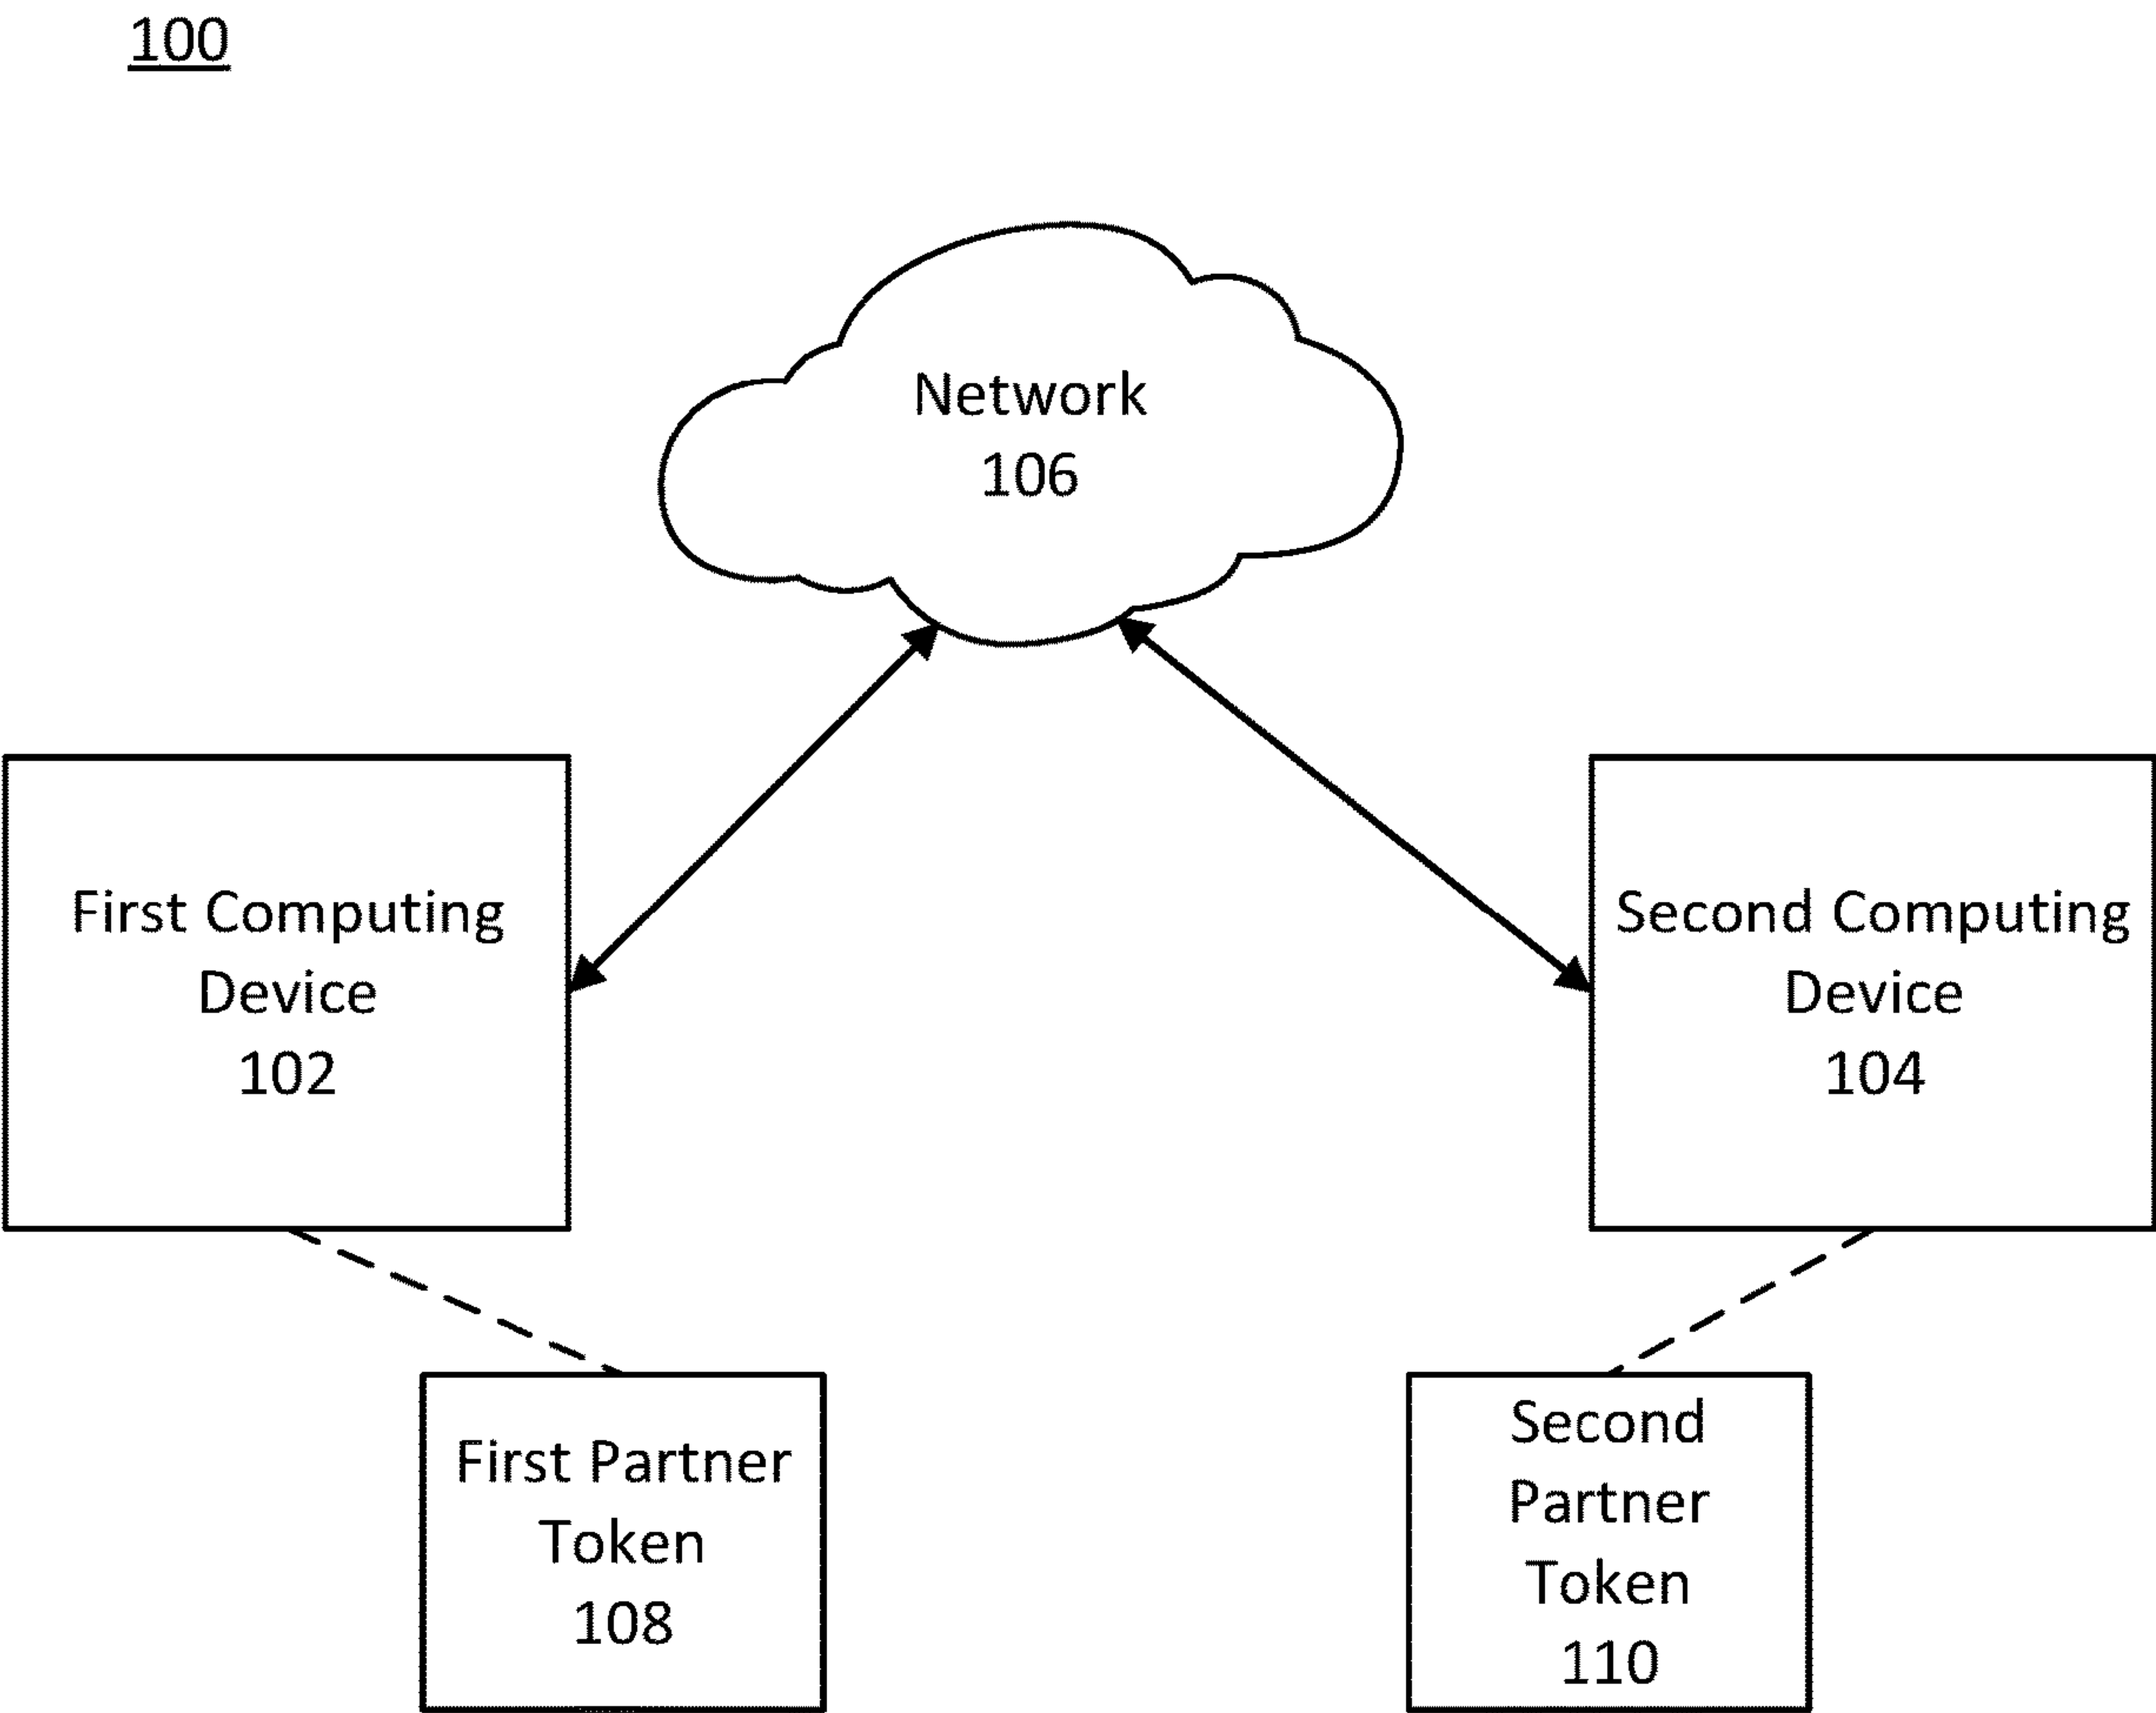 100
Network
106
First Computing
Device
102
Second Computing
Device
104
First Partner
Token
108
Second
Partner
Token
110